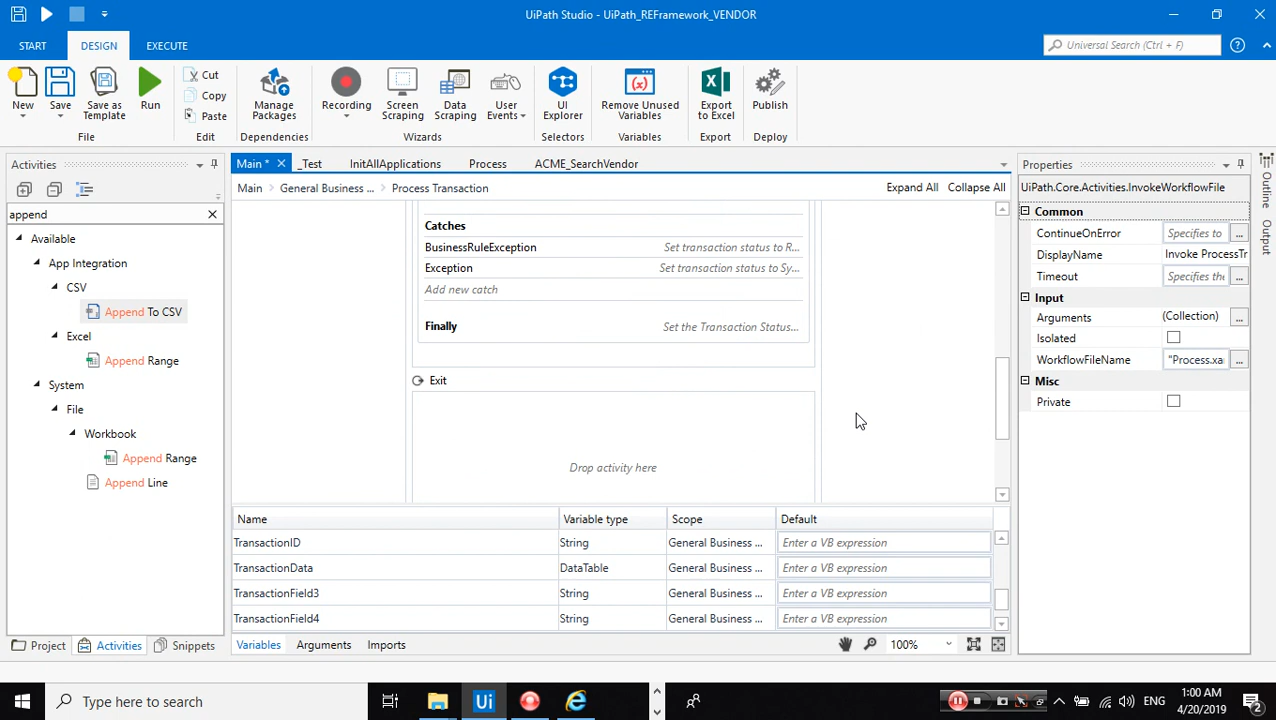 UiPath Studio - UiPath_REFramework_VENDOR
START DESIGN EXECUTE
Universal Search (Ctrl + F)
New Save Save as Template Run
Cut
Copy
Paste
Manage Packages
Recording
Screen Scraping
Data Scraping
User Events
UI Explorer
Remove Unused Variables
Export to Excel
Publish
File Edit Dependencies Wizards Selectors Variables Export Deploy
Activities
append
Available
App Integration
CSV
Append To CSV
Excel
Append Range
System
File
Workbook
Append Range
Append Line
Project Activities Snippets
Main * _Test InitAllApplications Process ACME_SearchVendor
Main General Business ... Process Transaction Expand All Collapse All
Catches
BusinessRuleException Set transaction status to R...
Exception Set transaction status to Sy...
Add new catch
Finally Set the Transaction Status...
Exit
Drop activity here
Name Variable type Scope Default
TransactionID String General Business ... Enter a VB expression
TransactionData DataTable General Business ... Enter a VB expression
TransactionField3 String General Business ... Enter a VB expression
TransactionField4 String General Business ... Enter a VB expression
Variables Arguments Imports 100%
Properties
UiPath.Core.Activities.InvokeWorkflowFile
Common
ContinueOnError Specifies to ...
DisplayName Invoke ProcessTr
Timeout Specifies the ...
Input
Arguments (Collection) ...
Isolated
WorkflowFileName "Process.xa ...
Misc
Private
Outline
Output
Type here to search
Ui
ENG
1:00 AM
4/20/2019
2